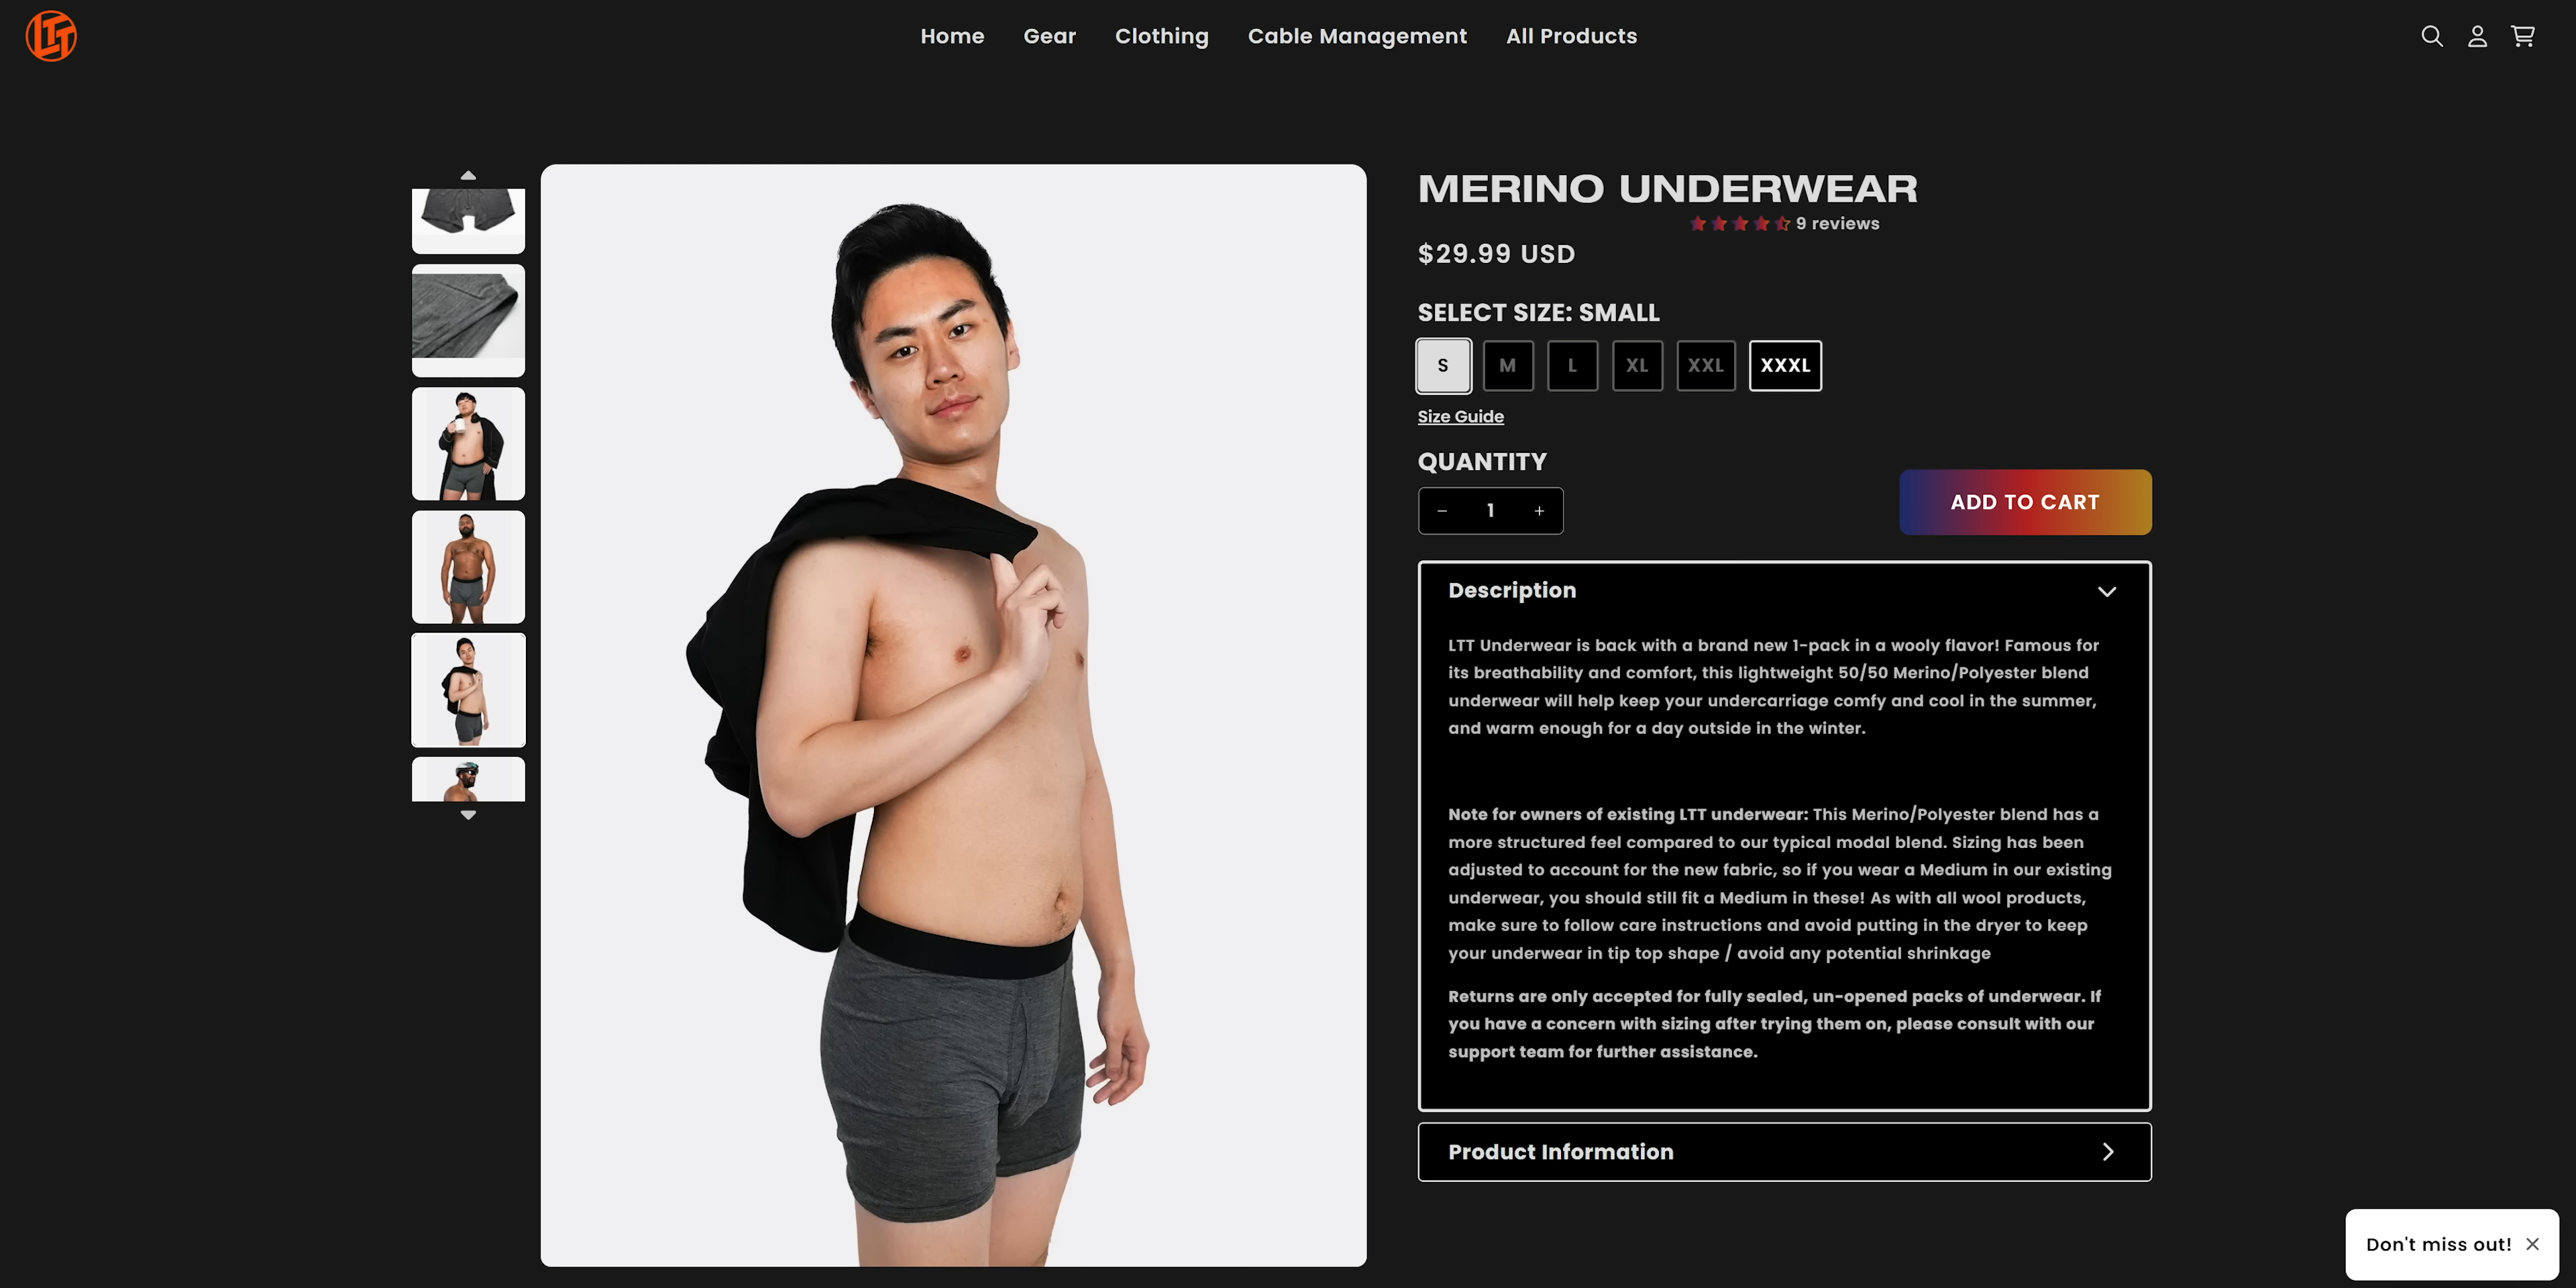 LTT
Home
Gear
Clothing
Cable Management
All Products
MERINO UNDERWEAR
9 reviews
$29.99 USD
SELECT SIZE: SMALL
S
M
L
XL
XXL
XXXL
Size Guide
QUANTITY
− 1 +
ADD TO CART
Description
LTT Underwear is back with a brand new 1-pack in a wooly flavor! Famous for
its breathability and comfort, this lightweight 50/50 Merino/Polyester blend
underwear will help keep your undercarriage comfy and cool in the summer,
and warm enough for a day outside in the winter.
Note for owners of existing LTT underwear: This Merino/Polyester blend has a
more structured feel compared to our typical modal blend. Sizing has been
adjusted to account for the new fabric, so if you wear a Medium in our existing
underwear, you should still fit a Medium in these! As with all wool products,
make sure to follow care instructions and avoid putting in the dryer to keep
your underwear in tip top shape / avoid any potential shrinkage
Returns are only accepted for fully sealed, un-opened packs of underwear. If
you have a concern with sizing after trying them on, please consult with our
support team for further assistance.
Product Information
Don't miss out!